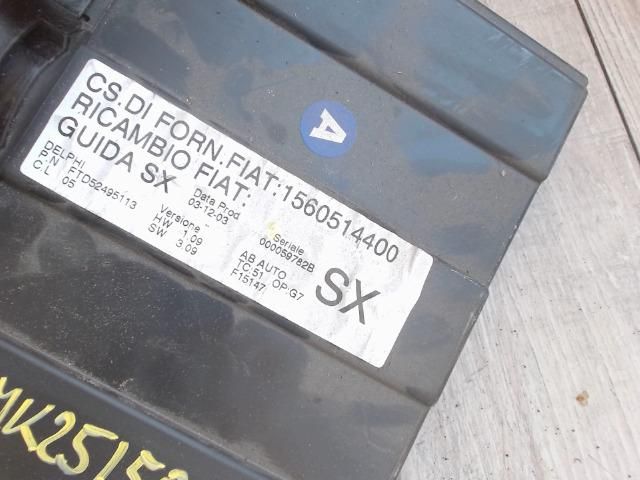 A
CS.DI FORN.FIAT:1560514400
RICAMBIO FIAT:
GUIDA SX
DELPHI
P.N FTD52495113
C.L 05
Data Prod
03-12-03
Versione -
HW 1.09
SW 3.09
Seriale
000059782B
AB AUTO
TC:51 OP:G7
F15147
SX